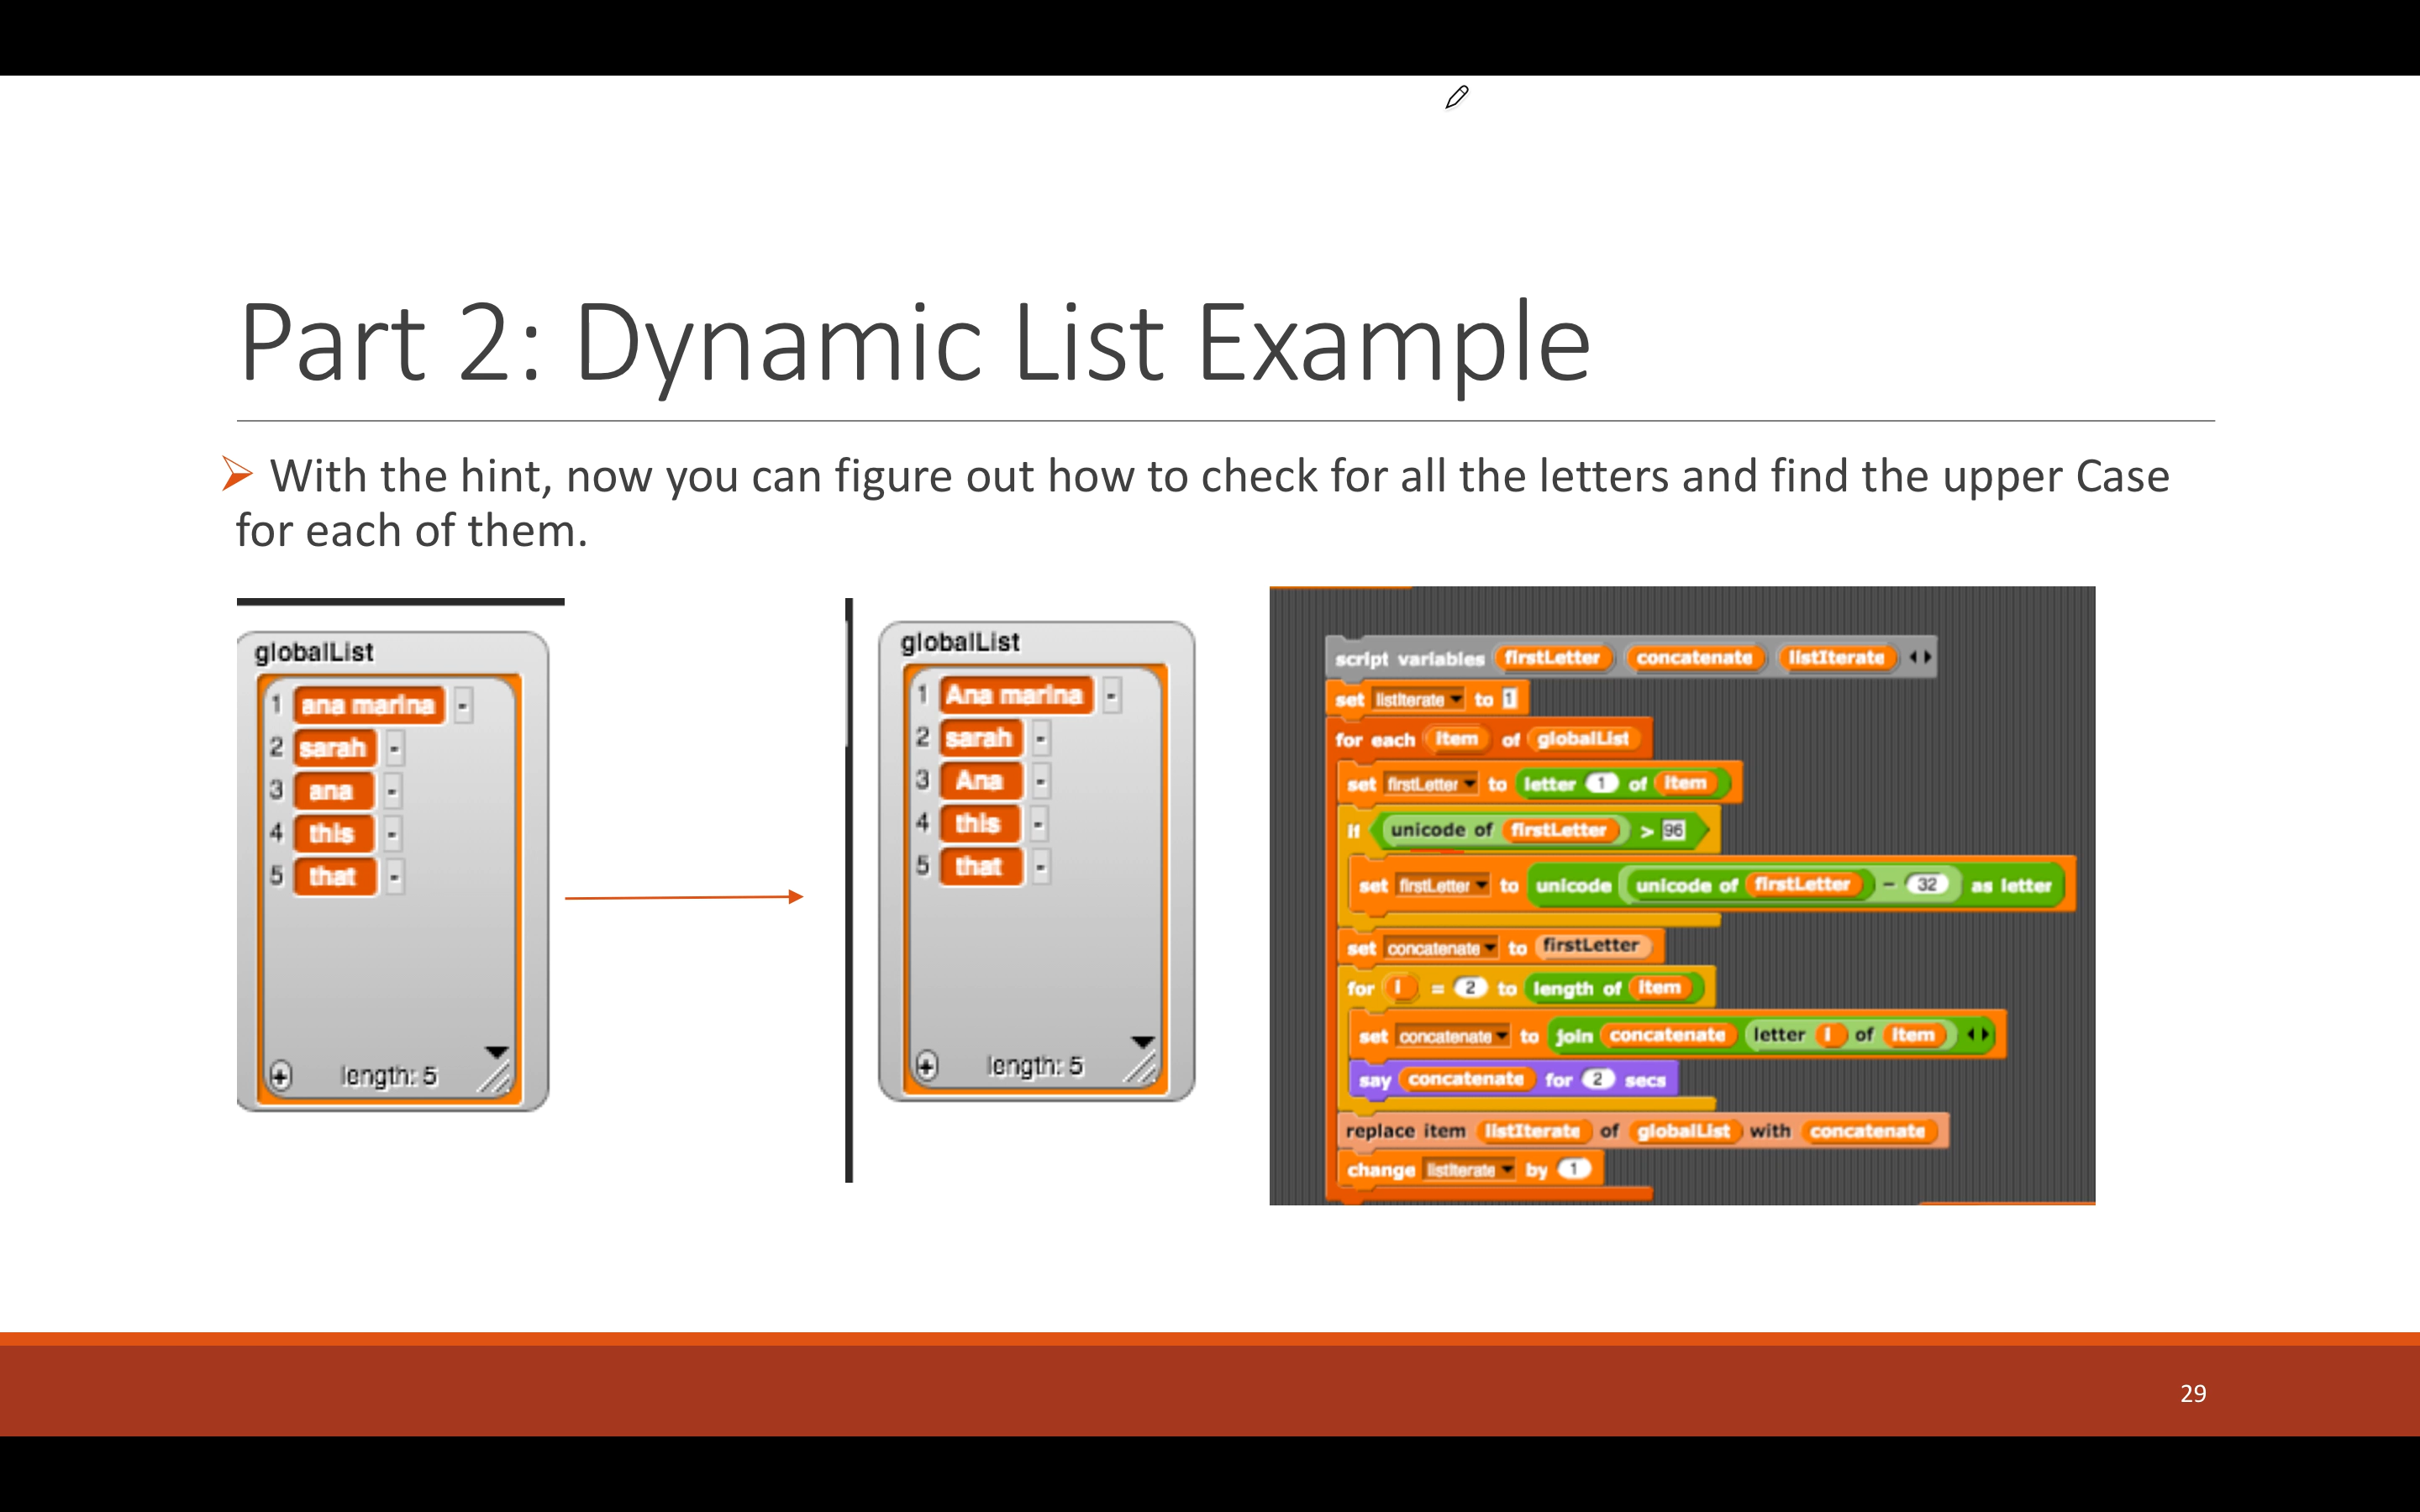 Part 2: Dynamic List Example
With the hint, now you can figure out how to check for all the letters and find the upper Case
for each of them.
globalList
1 ana marina -
2 sarah -
3 ana -
4 this -
5 that -
+ length: 5
globalList
1 Ana marina -
2 sarah -
3 Ana -
4 this -
5 that -
+ length: 5
script variables firstLetter concatenate listIterate
set listIterate to 1
for each item of globalList
set firstLetter to letter 1 of item
if unicode of firstLetter > 96
set firstLetter to unicode unicode of firstLetter - 32 as letter
set concatenate to firstLetter
for i = 2 to length of item
set concatenate to join concatenate letter i of item
say concatenate for 2 secs
replace item listIterate of globalList with concatenate
change listIterate by 1
29